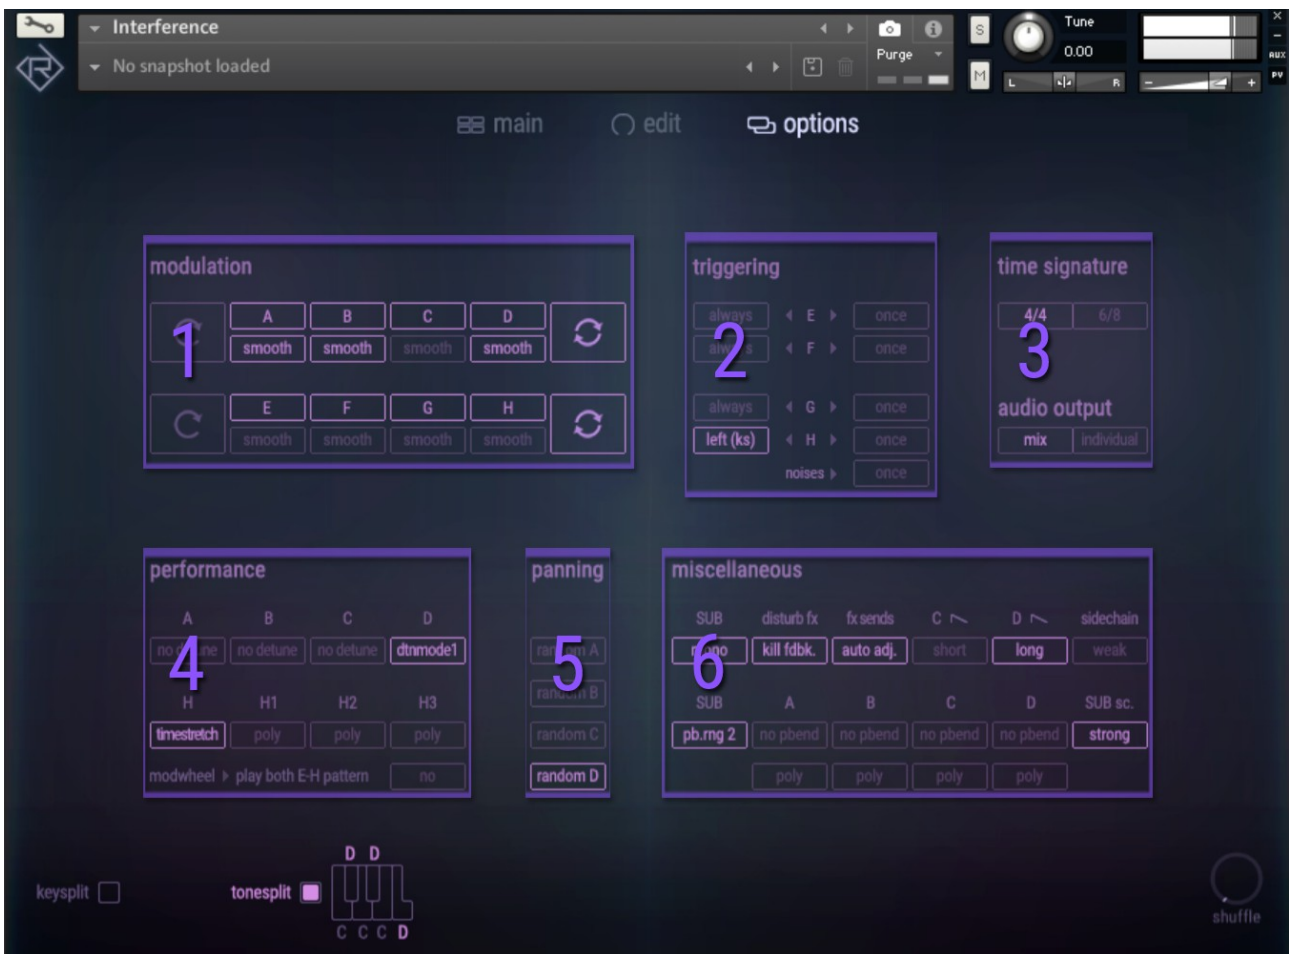 Interference
No snapshot loaded
Purge
S
M
Tune
0.00
L R
- +
×
-
AUX
PV
main edit options
modulation
1
A B C D
smooth smooth smooth smooth
E F G H
smooth smooth smooth smooth
triggering
2
always E once
always F once
always G once
left (ks) H once
noises once
time signature
3
4/4 6/8
audio output
mix individual
performance
4
A B C D
no detune no detune no detune dtnmode1
H H1 H2 H3
timestretch poly poly poly
modwheel play both E-H pattern no
panning
5
random A
random B
random C
random D
miscellaneous
6
SUB disturb fx fx sends C D sidechain
mono kill fdbk. auto adj. short long weak
SUB A B C D SUB sc.
pb.rng 2 no pbend no pbend no pbend no pbend strong
poly poly poly poly
keysplit
tonesplit
D D
C C C D
shuffle